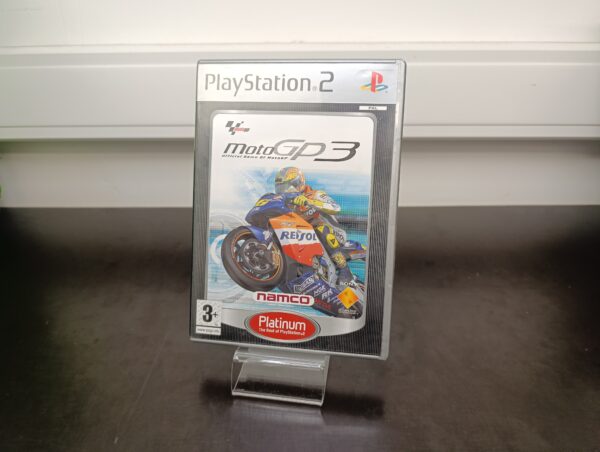 PlayStation®2
PAL
MotoGP3
Official Game Of MotoGP
REPSOL
namco
3+
Platinum
The Best of PlayStation®2